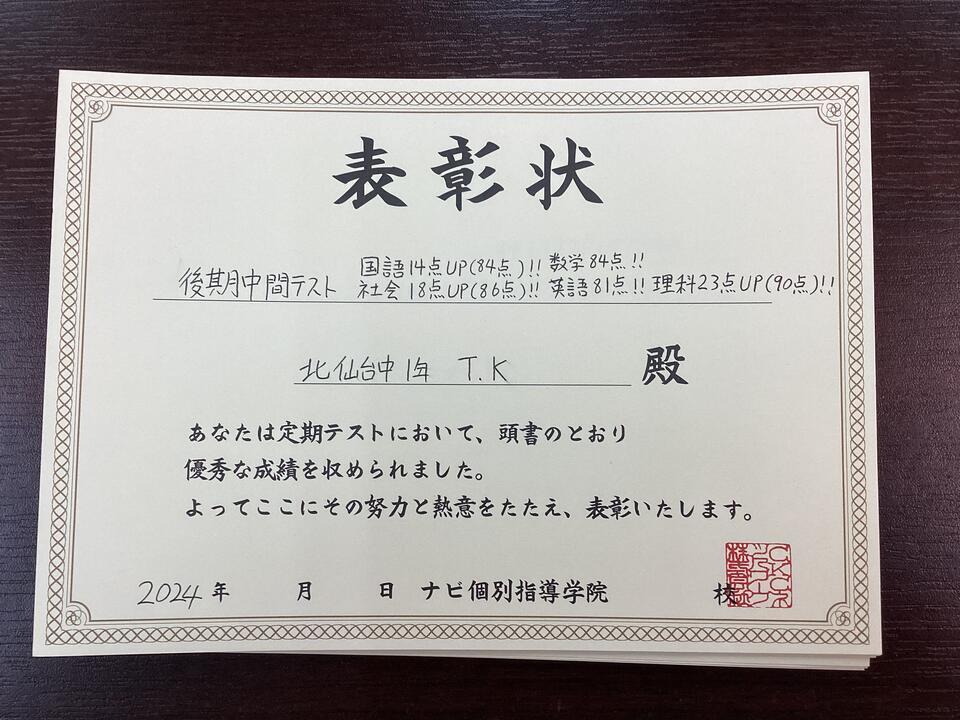 表彰状
後期中間テスト
国語14点UP(84点)!! 数学84点!!
社会18点UP(86点)!! 英語81点!! 理科23点UP(90点)!!
北仙台中1年 T.K 殿
あなたは定期テストにおいて、頭書のとおり
優秀な成績を収められました。
よってここにその努力と熱意をたたえ、表彰いたします。
2024年 月 日 ナビ個別指導学院 校